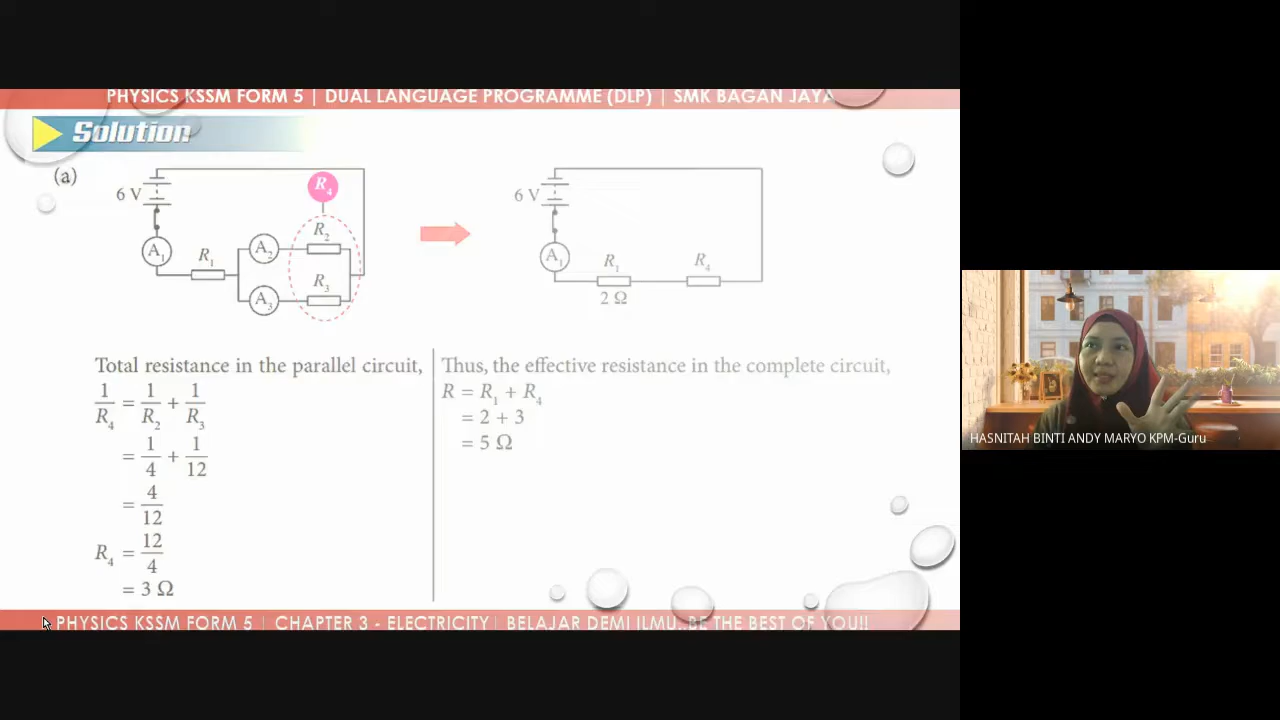 PHYSICS KSSM FORM 5 | DUAL LANGUAGE PROGRAMME (DLP) | SMK BAGAN JAYA
Solution
(a)
6 V
A1
R1
A2
R2
A3
R3
R4
6 V
A1
R1
2 Ω
R4
Total resistance in the parallel circuit,
1/R4 = 1/R2 + 1/R3
= 1/4 + 1/12
= 4/12
R4 = 12/4
= 3 Ω
Thus, the effective resistance in the complete circuit,
R = R1 + R4
= 2 + 3
= 5 Ω
HASNITAH BINTI ANDY MARYO KPM-Guru
PHYSICS KSSM FORM 5 | CHAPTER 3 - ELECTRICITY| BELAJAR DEMI ILMU..BE THE BEST OF YOU!!